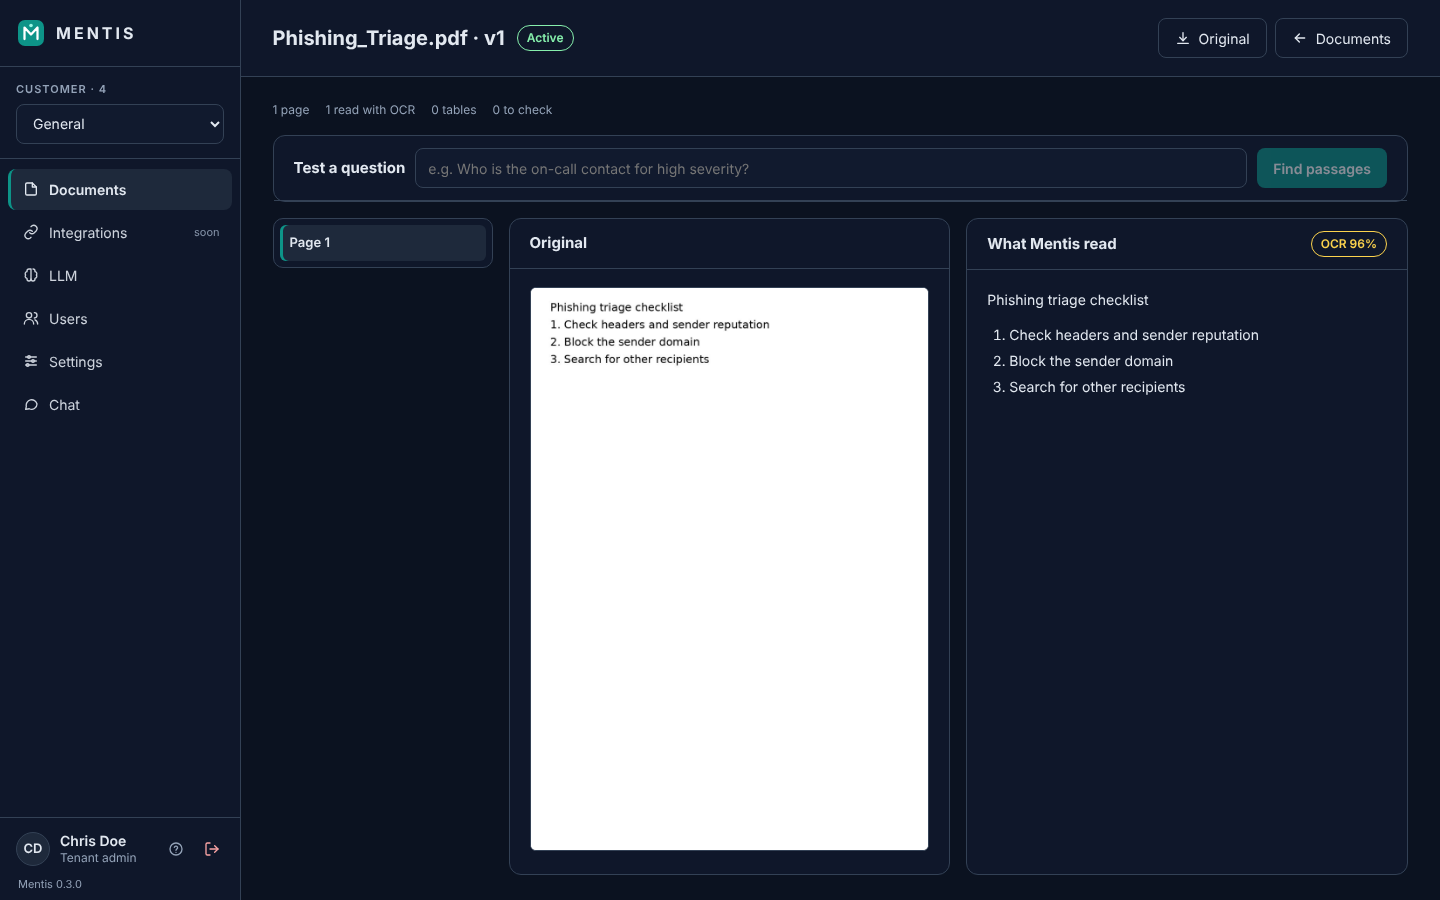 MENTIS
CUSTOMER · 4
General
Documents
Integrations soon
LLM
Users
Settings
Chat
CD
Chris Doe
Tenant admin
Mentis 0.3.0
Phishing_Triage.pdf · v1 Active
Original
Documents
1 page 1 read with OCR 0 tables 0 to check
Test a question e.g. Who is the on-call contact for high severity? Find passages
Page 1
Original
Phishing triage checklist
1. Check headers and sender reputation
2. Block the sender domain
3. Search for other recipients
What Mentis read OCR 96%
Phishing triage checklist
1. Check headers and sender reputation
2. Block the sender domain
3. Search for other recipients